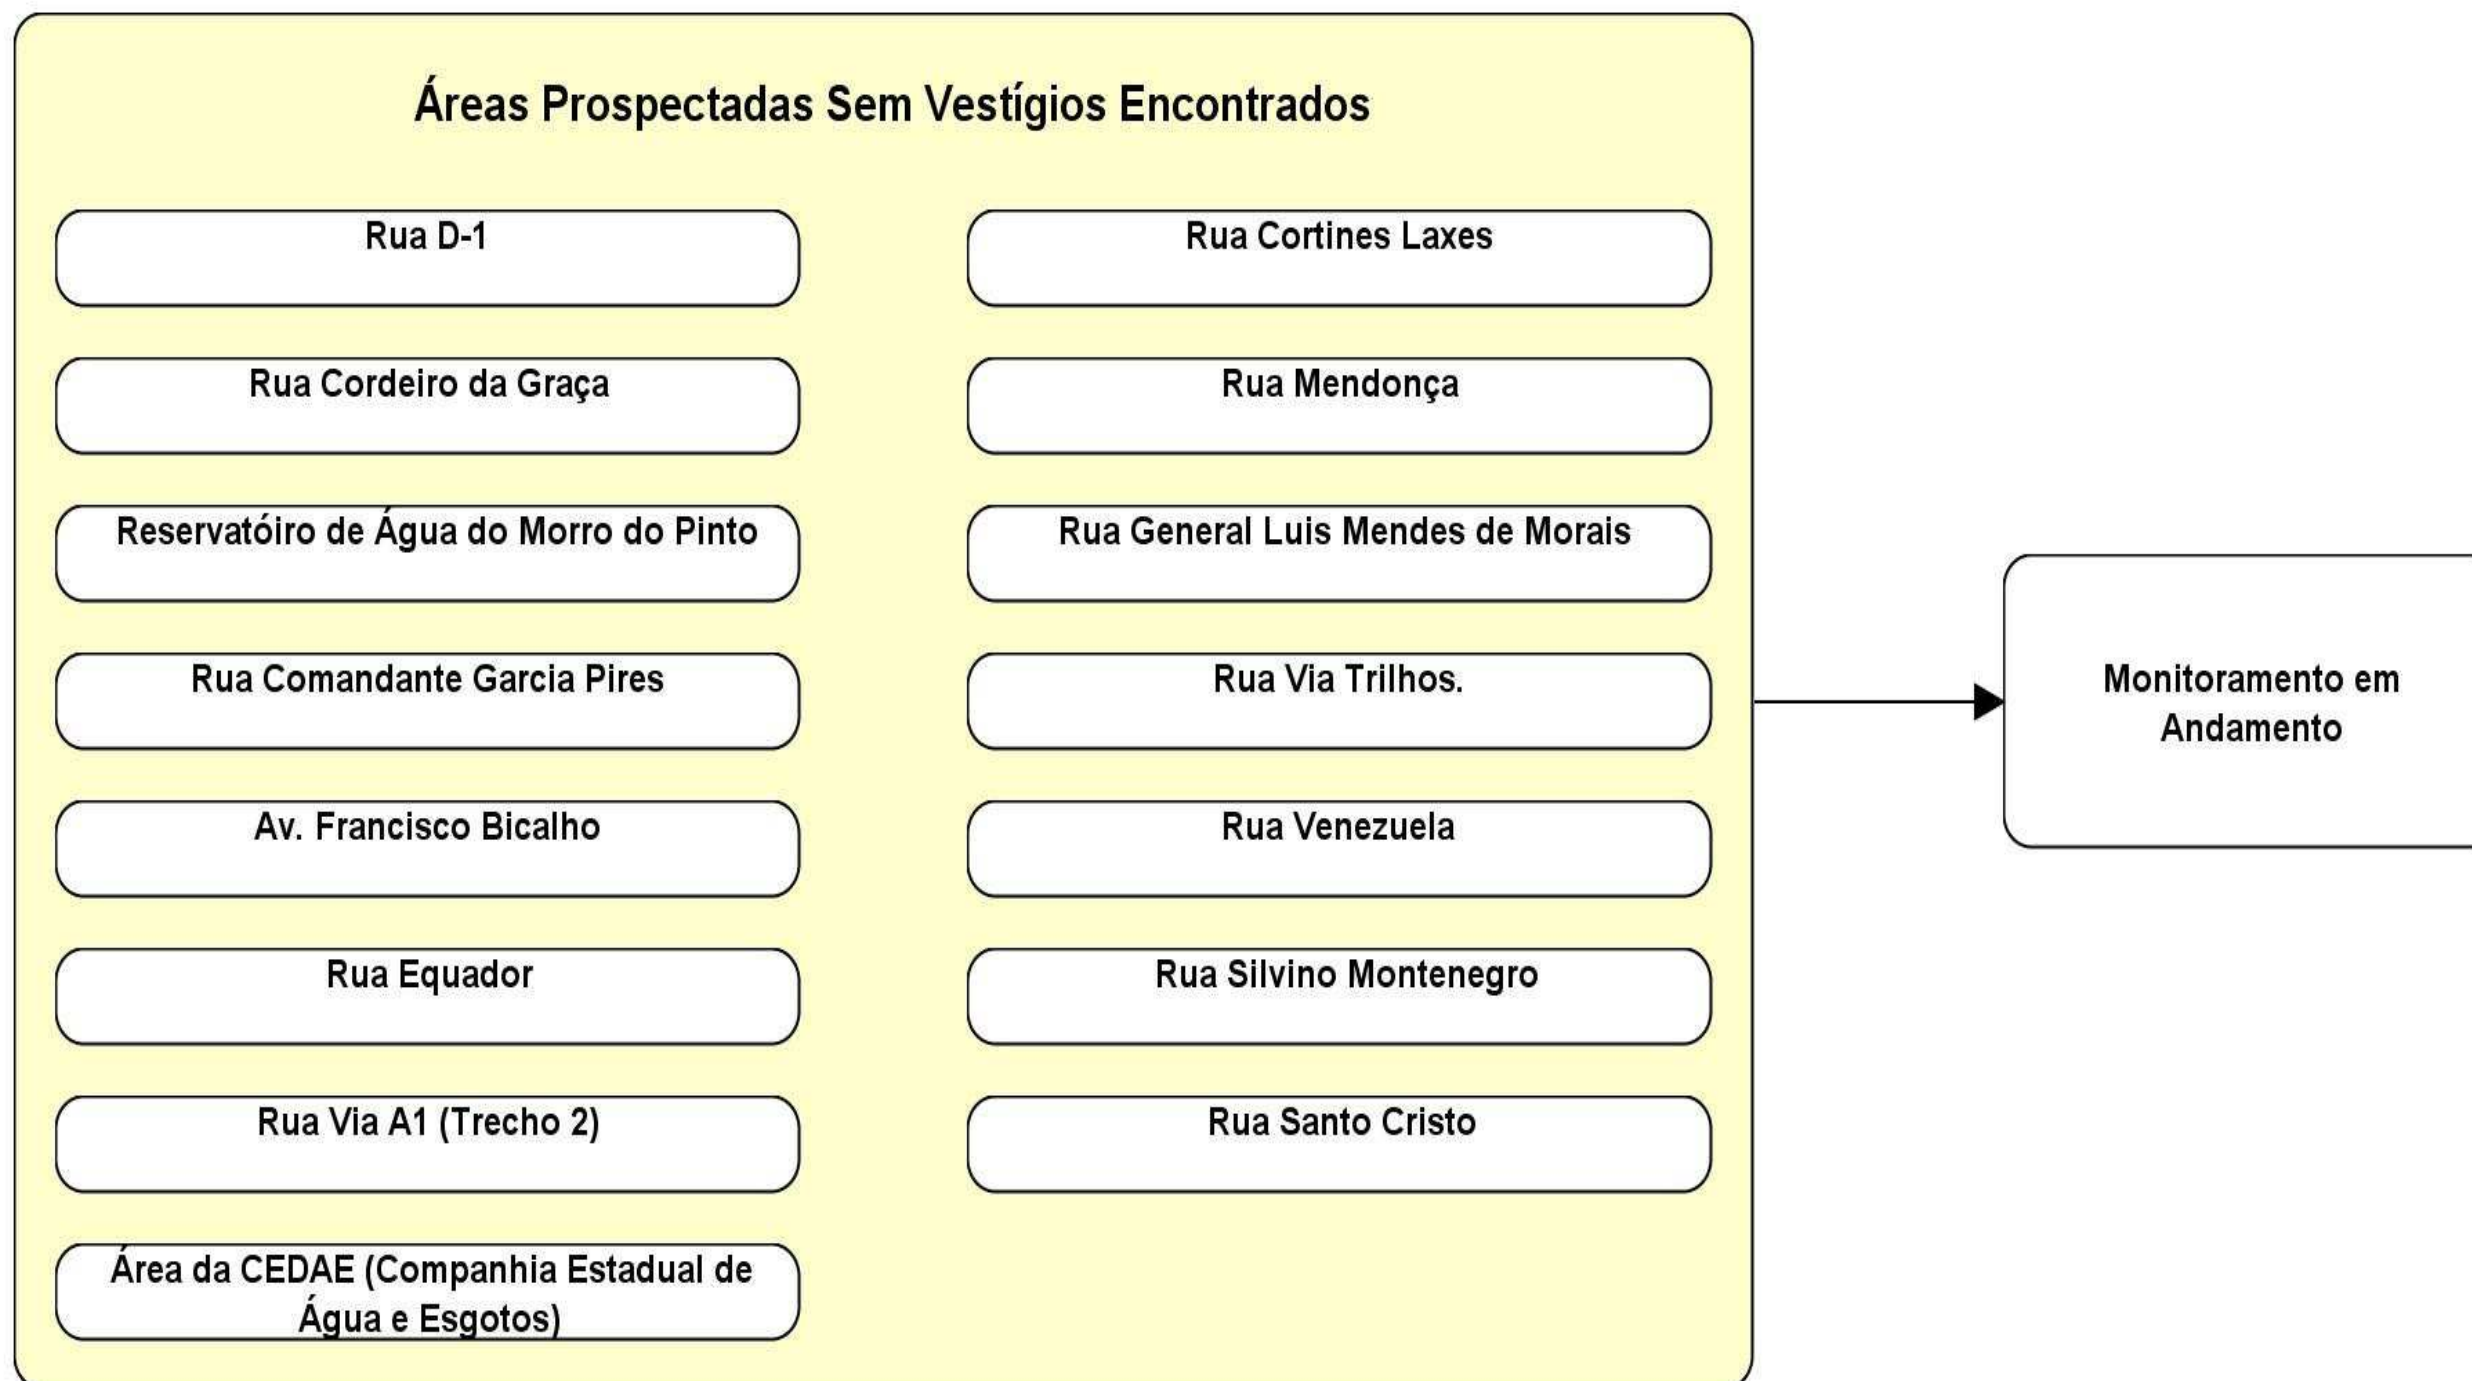 Áreas Prospectadas Sem Vestígios Encontrados
Rua D-1
Rua Cordeiro da Graça
Reservatóiro de Água do Morro do Pinto
Rua Comandante Garcia Pires
Av. Francisco Bicalho
Rua Equador
Rua Via A1 (Trecho 2)
Área da CEDAE (Companhia Estadual de
Água e Esgotos)
Rua Cortines Laxes
Rua Mendonça
Rua General Luis Mendes de Morais
Rua Via Trilhos.
Rua Venezuela
Rua Silvino Montenegro
Rua Santo Cristo
Monitoramento em
Andamento